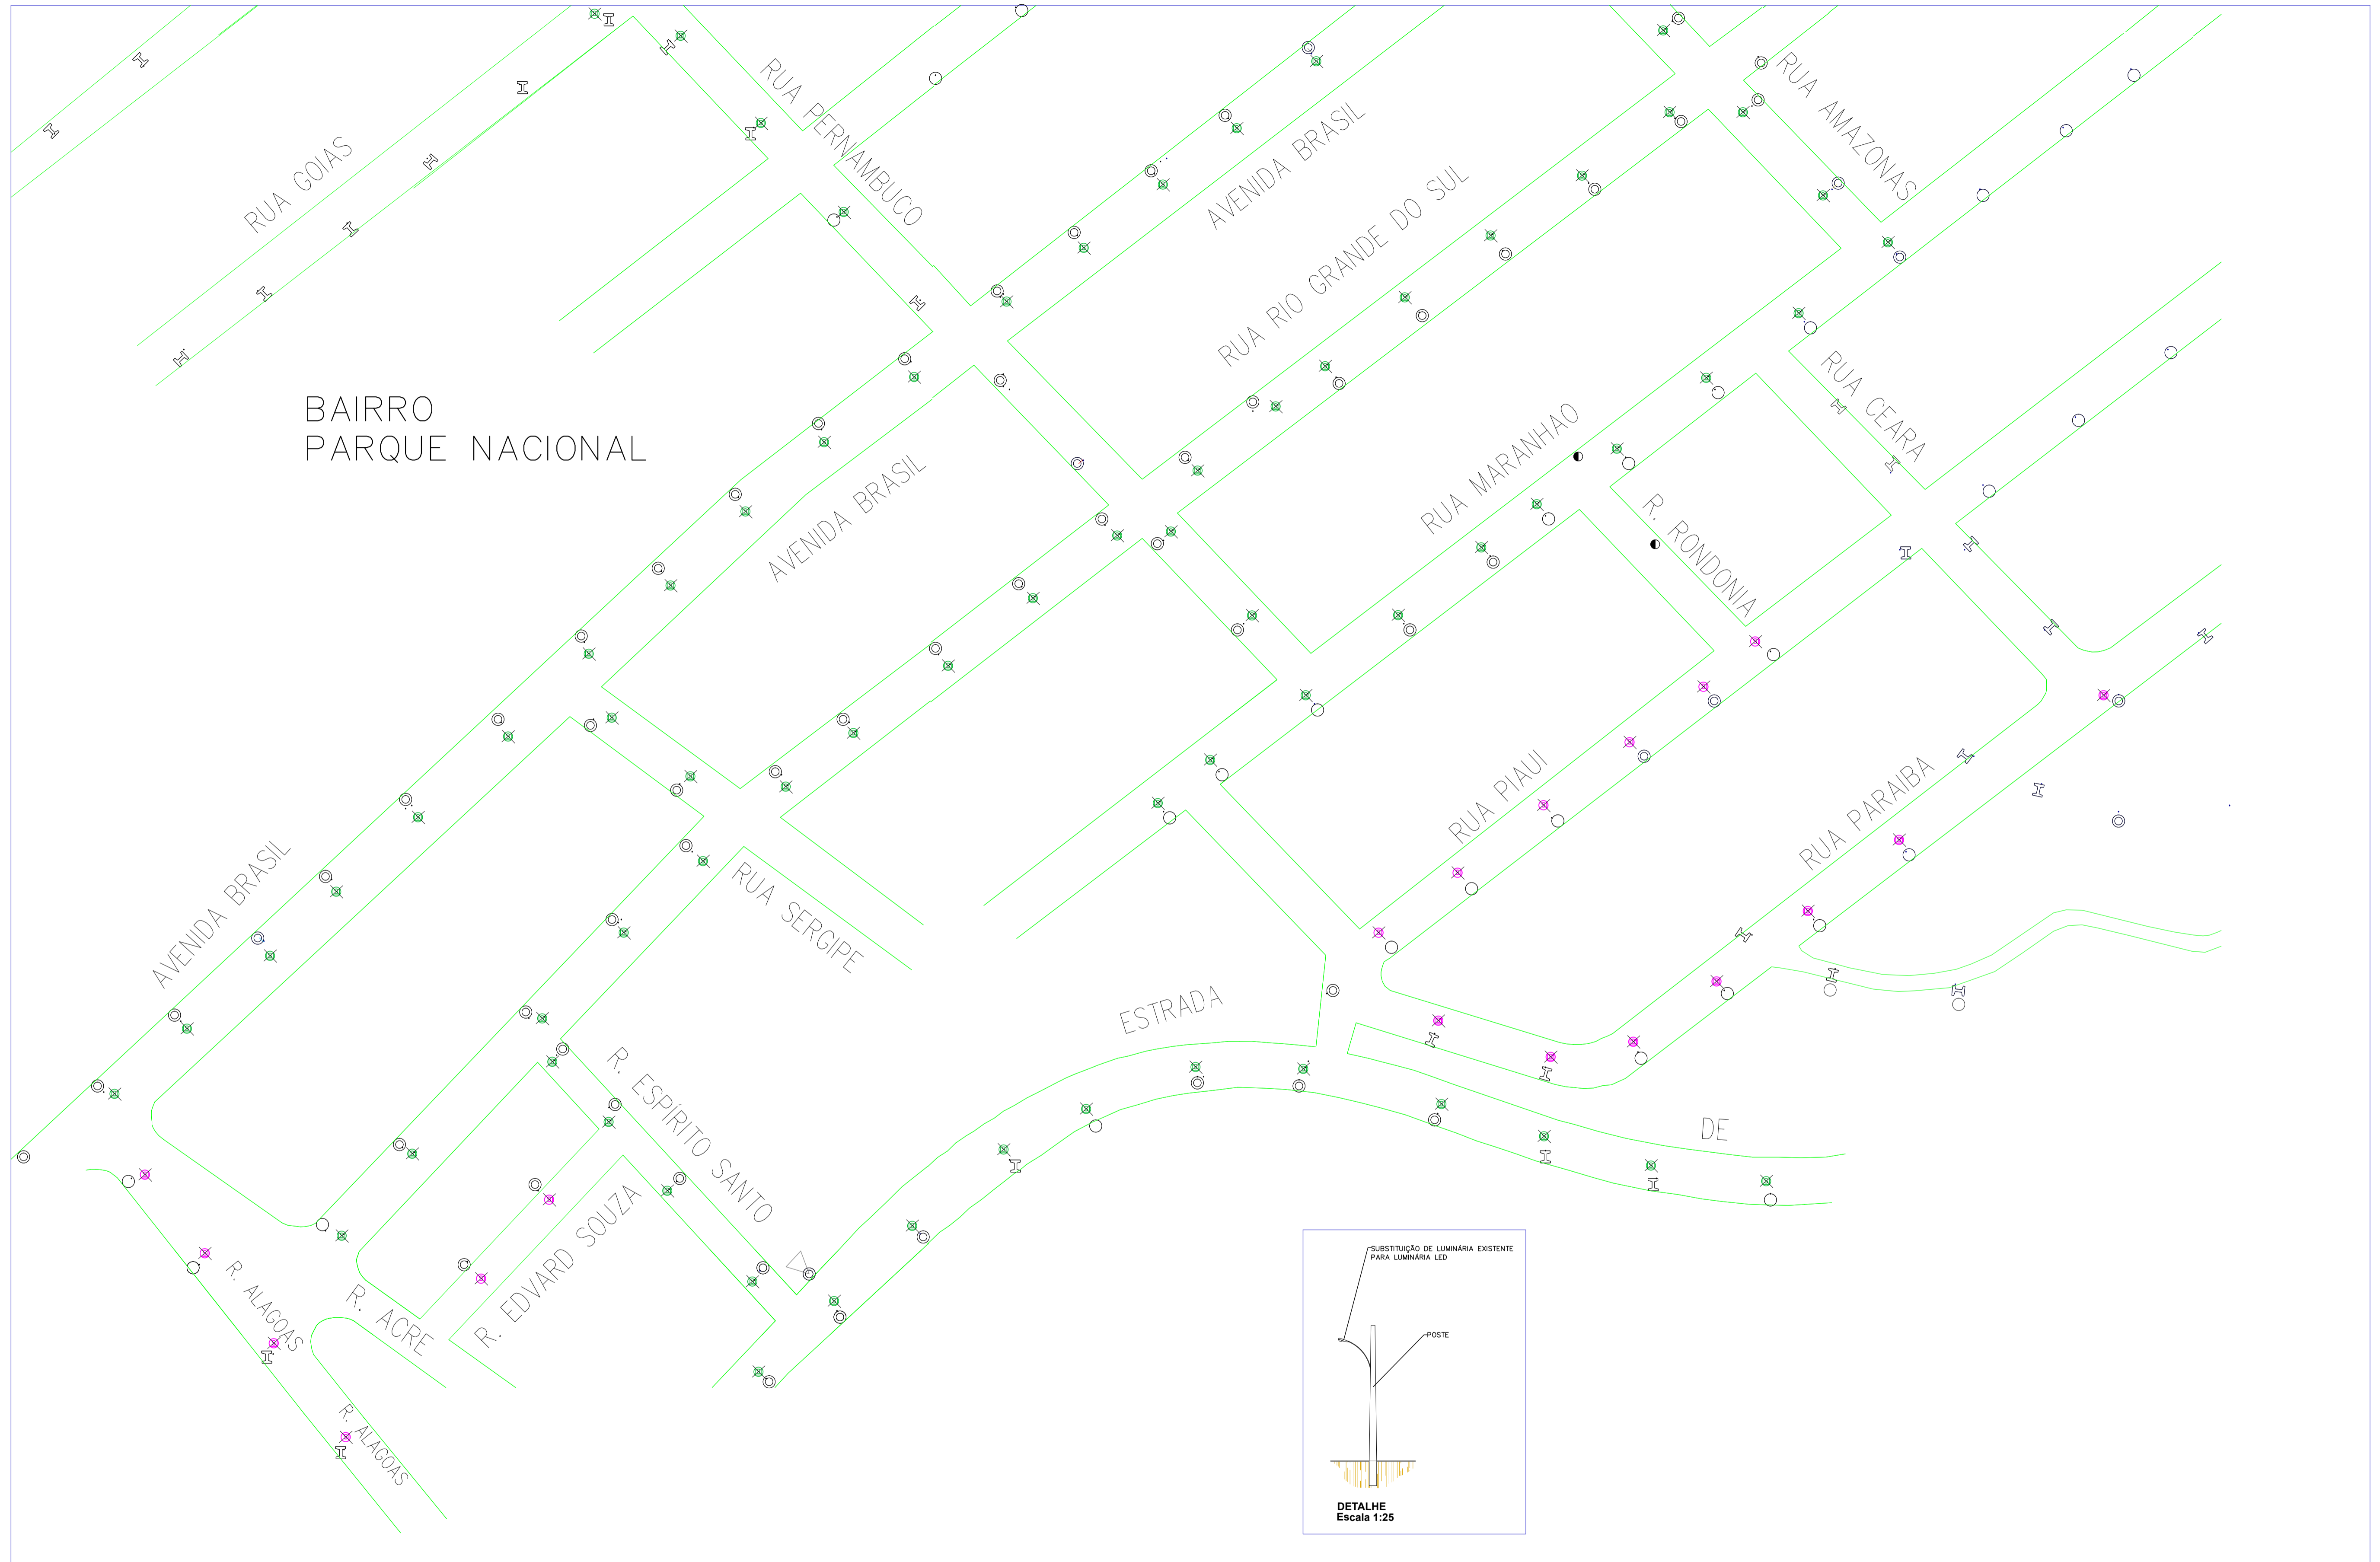 RUA PERNAMBUCO
RUA AMAZONAS
RUA GOIAS
AVENIDA BRASIL
RUA RIO GRANDE DO SUL
BAIRRO
PARQUE NACIONAL
RUA CEARA
RUA MARANHAO
AVENIDA BRASIL
R. RONDONIA
RUA PIAUI
RUA PARAIBA
AVENIDA BRASIL
RUA SERGIPE
ESTRADA
DE
R. ESPÍRITO SANTO
R. EDVARD SOUZA
R. ALAGOAS
R. ACRE
R. ALAGOAS
SUBSTITUIÇÃO DE LUMINÁRIA EXISTENTE
PARA LUMINÁRIA LED
POSTE
DETALHE
Escala 1:25